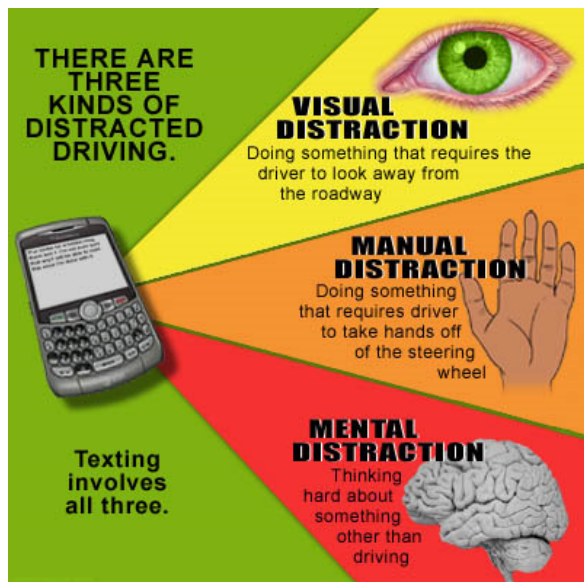 THERE ARE
THREE
KINDS OF
DISTRACTED
DRIVING.
VISUAL
DISTRACTION
Doing something that requires the
driver to look away from
the roadway
MANUAL
DISTRACTION
Doing something
that requires driver
to take hands off
of the steering
wheel
MENTAL
DISTRACTION
Thinking
hard about
something
other than
driving
Texting
involves
all three.